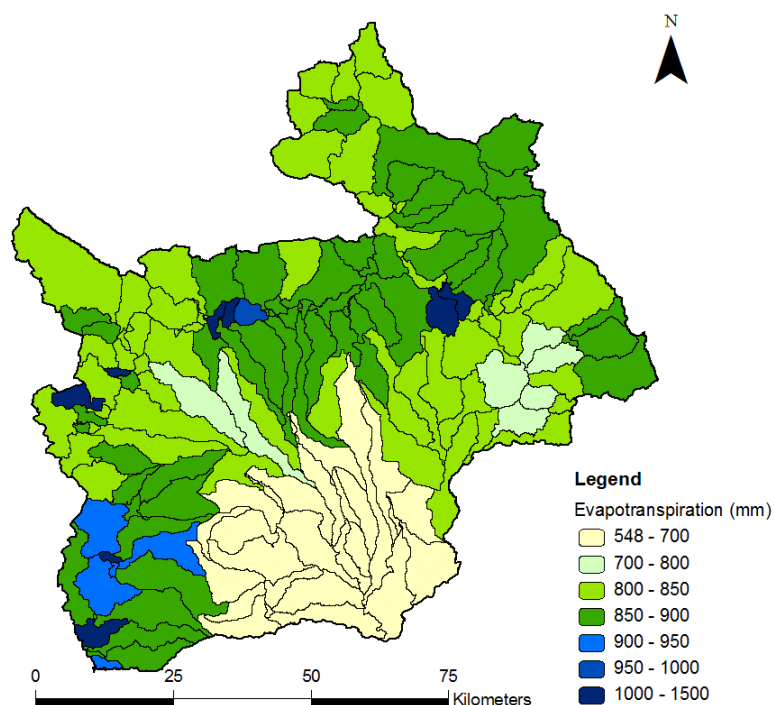 N
Legend
Evapotranspiration (mm)
548 - 700
700 - 800
800 - 850
850 - 900
900 - 950
950 - 1000
1000 - 1500
0 25 50 75
Kilometers